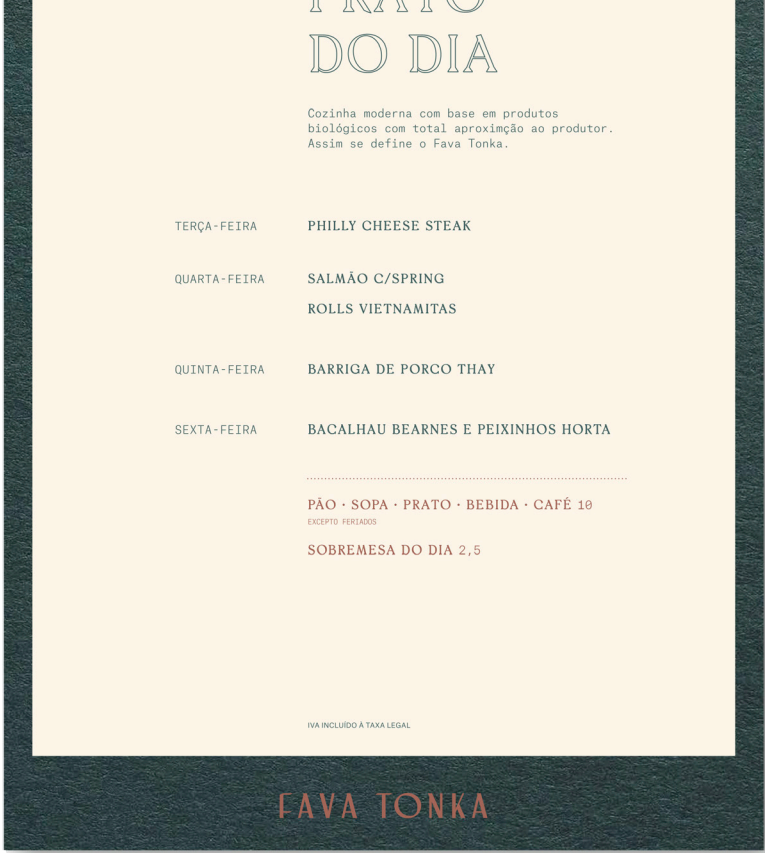 PRATO
DO DIA
Cozinha moderna com base em produtos
biológicos com total aproximção ao produtor.
Assim se define o Fava Tonka.
TERÇA-FEIRA PHILLY CHEESE STEAK
QUARTA-FEIRA SALMÃO C/SPRING
ROLLS VIETNAMITAS
QUINTA-FEIRA BARRIGA DE PORCO THAY
SEXTA-FEIRA BACALHAU BEARNES E PEIXINHOS HORTA
PÃO · SOPA · PRATO · BEBIDA · CAFÉ 10
EXCEPTO FERIADOS
SOBREMESA DO DIA 2,5
IVA INCLUÍDO À TAXA LEGAL
FAVA TONKA